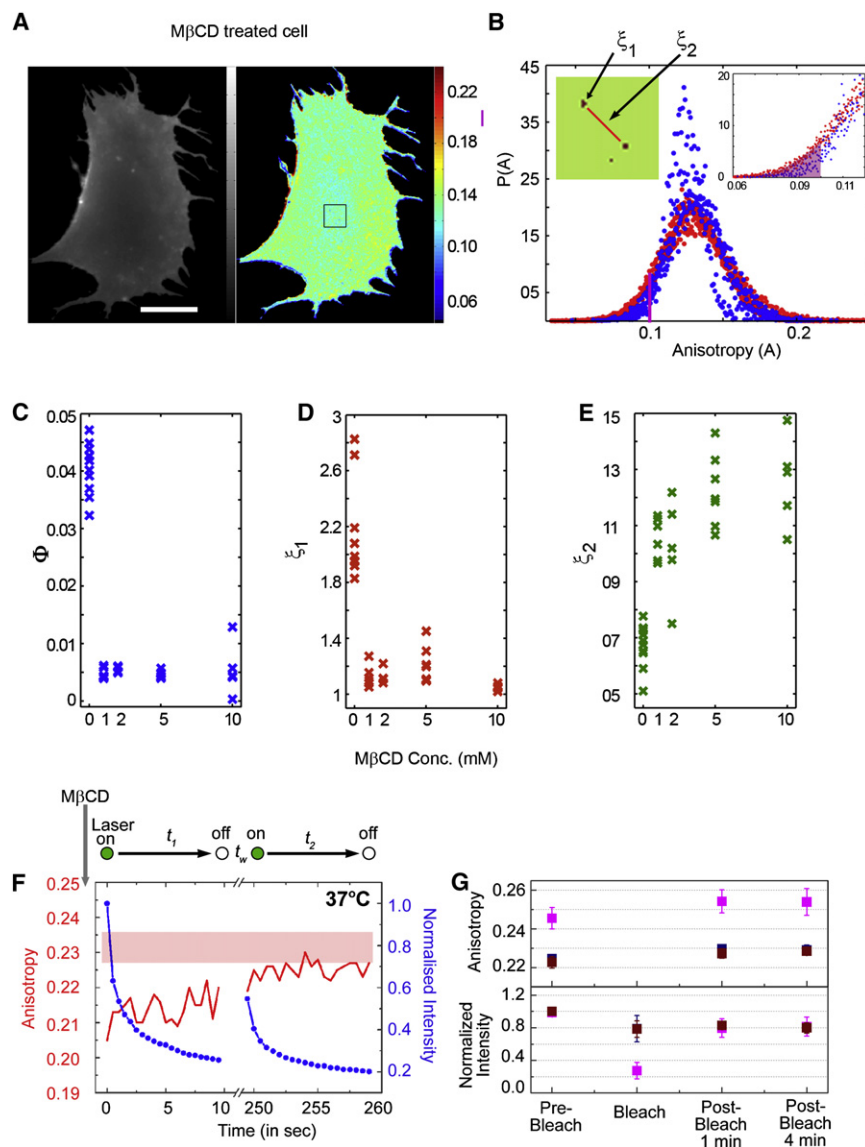 A
MβCD treated cell
0.22
0.18
0.14
0.10
0.06
B
ξ1
ξ2
45
40
35
30
25
20
15
10
05
P(A)
20
10
0
0.06
0.09
0.12
0.1
0.2
Anisotropy (A)
C
0.05
0.04
0.03
0.02
0.01
0
Φ
0 1 2 5 10
D
3
2.6
2.2
1.8
1.4
1
ξ1
0 1 2 5 10
MβCD Conc. (mM)
E
15
13
11
09
07
05
ξ2
0 1 2 5 10
MβCD
Laser
on
t1
off
tw
on
t2
off
F
37°C
0.25
0.24
0.23
0.22
0.21
0.20
0.19
Anisotropy
1.0
0.8
0.6
0.4
0.2
Normalised Intensity
0 5 10 250 255 260
Time (in sec)
G
0.26
0.24
0.22
Anisotropy
1.2
0.8
0.4
0.0
Normalized
Intensity
Pre-
Bleach
Bleach
Post-
Bleach
1 min
Post-
Bleach
4 min